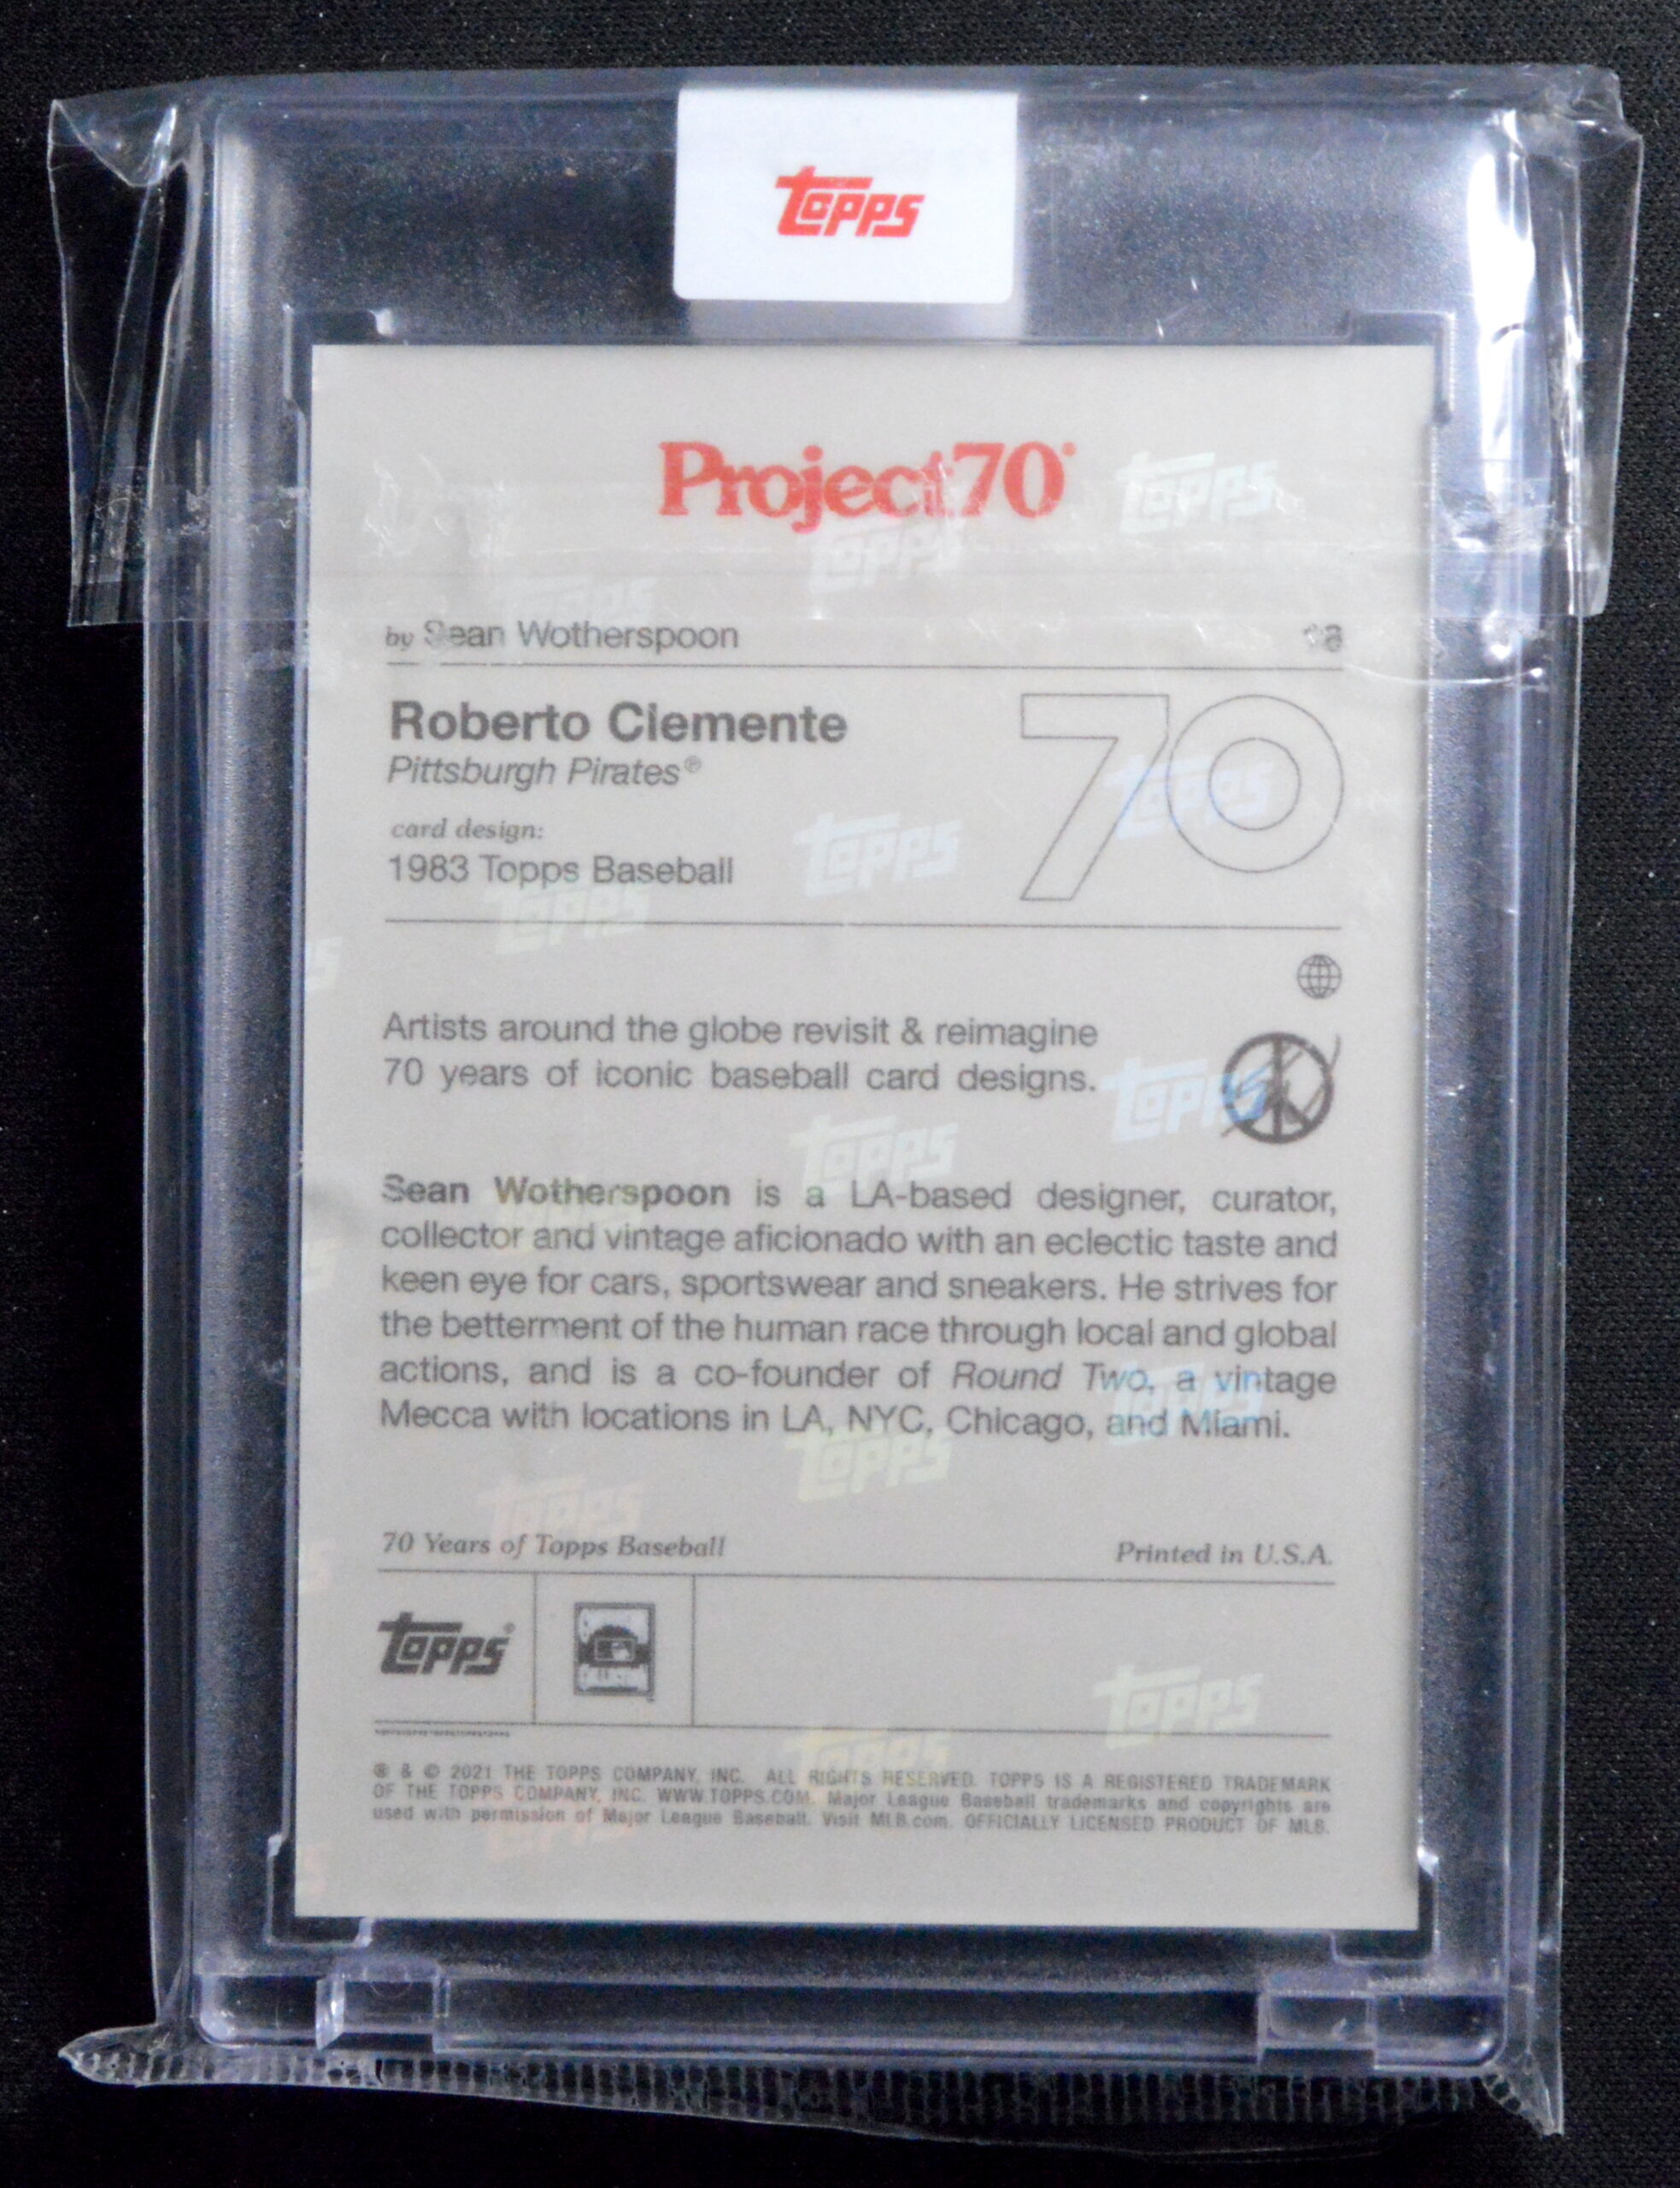 Topps
Project70
by Sean Wotherspoon
Roberto Clemente
Pittsburgh Pirates®
card design:
1983 Topps Baseball
70
Artists around the globe revisit & reimagine
70 years of iconic baseball card designs.
Sean Wotherspoon is a LA-based designer, curator,
collector and vintage aficionado with an eclectic taste and
keen eye for cars, sportswear and sneakers. He strives for
the betterment of the human race through local and global
actions, and is a co-founder of Round Two, a vintage
Mecca with locations in LA, NYC, Chicago, and Miami.
70 Years of Topps Baseball Printed in U.S.A.
Topps®
® & © 2021 THE TOPPS COMPANY, INC. ALL RIGHTS RESERVED. TOPPS IS A REGISTERED TRADEMARK
OF THE TOPPS COMPANY, INC. WWW.TOPPS.COM. Major League Baseball trademarks and copyrights are
used with permission of Major League Baseball. Visit MLB.com. OFFICIALLY LICENSED PRODUCT OF MLB.